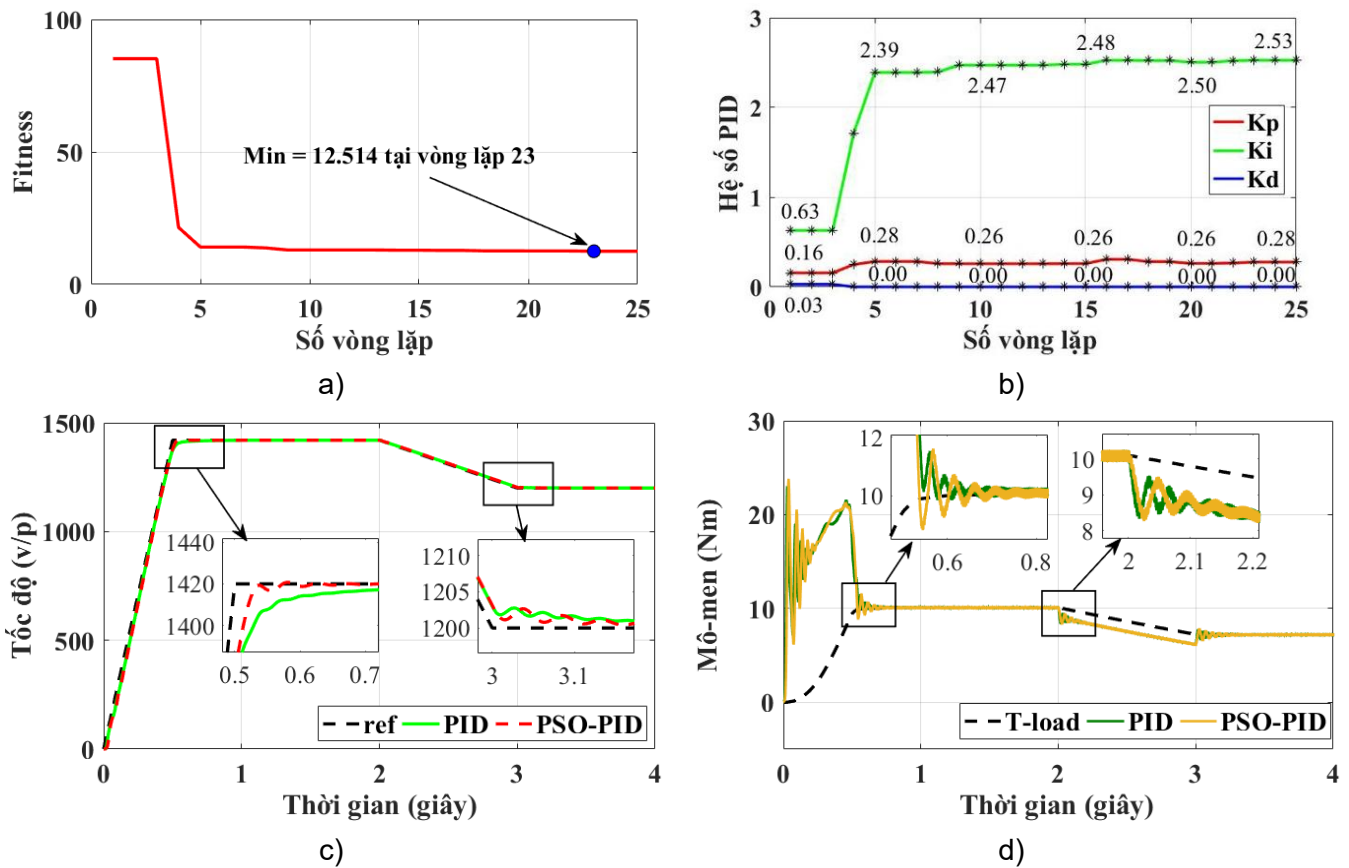 100
50
0
Fitness
Min = 12.514 tại vòng lặp 23
0 5 10 15 20 25
Số vòng lặp
a)
3
2
1
0
Hệ số PID
2.39 2.48 2.53
2.47 2.50
Kp
Ki
Kd
0.63
0.16 0.28 0.26 0.26 0.26 0.28
0.00 0.00 0.00 0.00 0.00
0.03
0 5 10 15 20 25
Số vòng lặp
b)
1500
1000
500
0
Tốc độ (v/p)
1440
1420
1400
0.5 0.6 0.7
1210
1205
1200
3 3.1
ref PID PSO-PID
0 1 2 3 4
Thời gian (giây)
c)
30
20
10
0
Mô-men (Nm)
12
10
0.6 0.8
10
9
8
2 2.1 2.2
T-load PID PSO-PID
0 1 2 3 4
Thời gian (giây)
d)